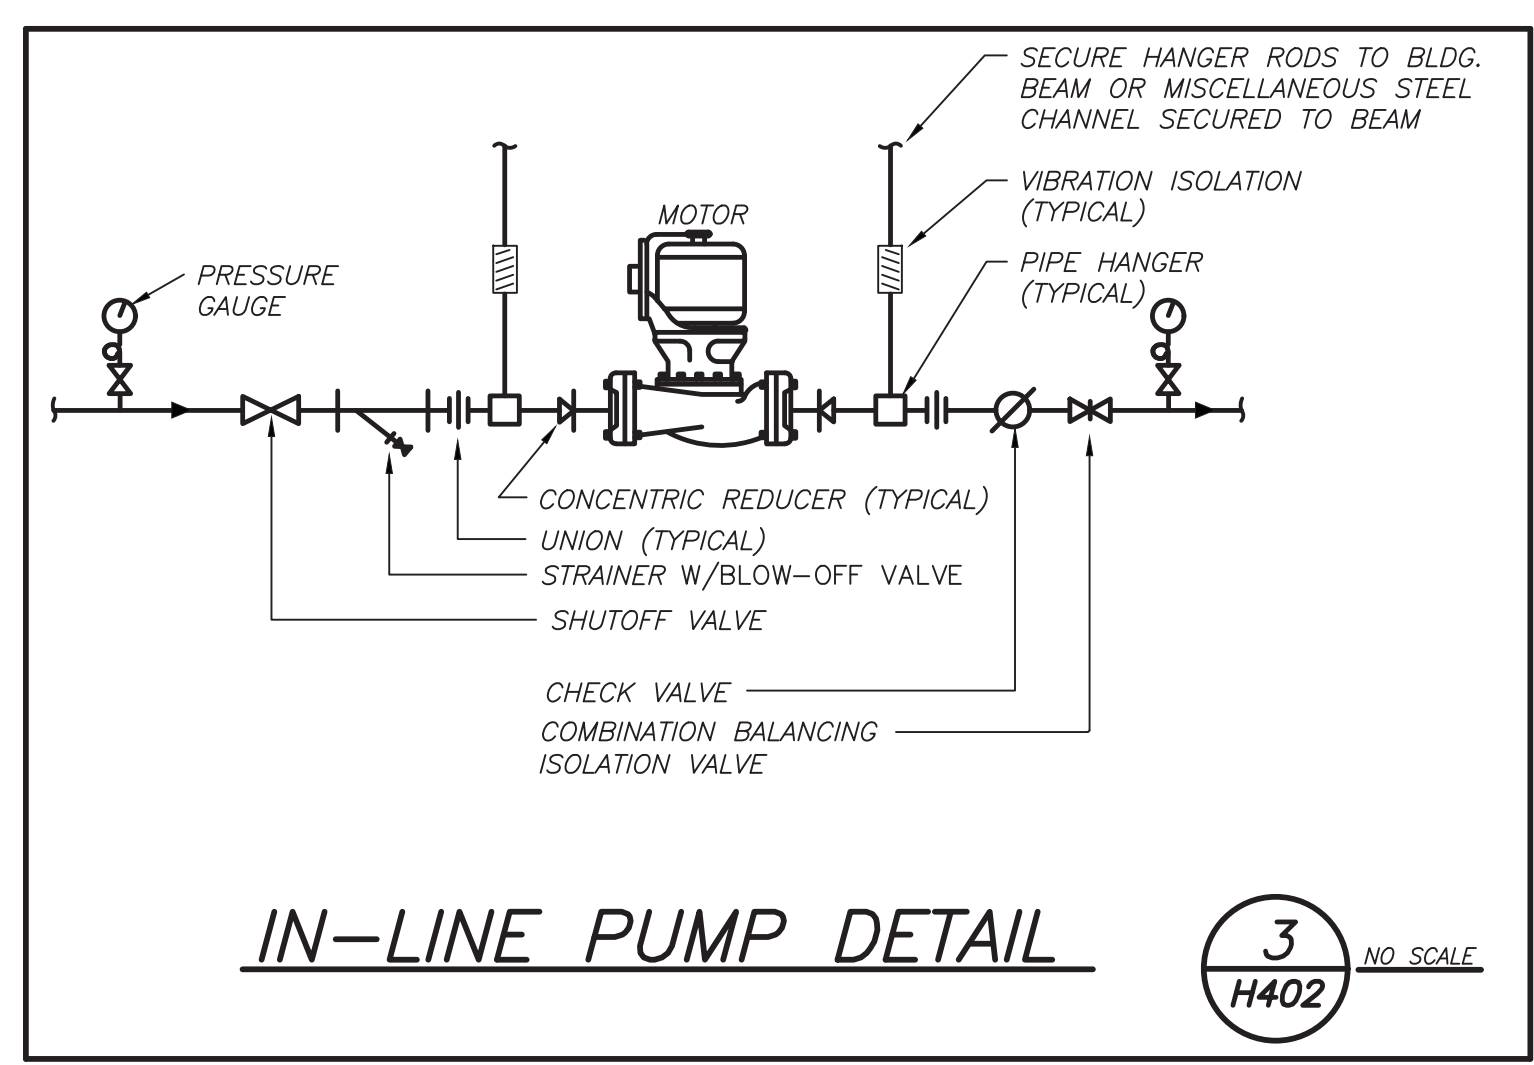 SECURE HANGER RODS TO BLDG.
BEAM OR MISCELLANEOUS STEEL
CHANNEL SECURED TO BEAM
VIBRATION ISOLATION
(TYPICAL)
MOTOR
PIPE HANGER
(TYPICAL)
PRESSURE
GAUGE
CONCENTRIC REDUCER (TYPICAL)
UNION (TYPICAL)
STRAINER W/BLOW-OFF VALVE
SHUTOFF VALVE
CHECK VALVE
COMBINATION BALANCING
ISOLATION VALVE
IN-LINE PUMP DETAIL
3
H402
NO SCALE